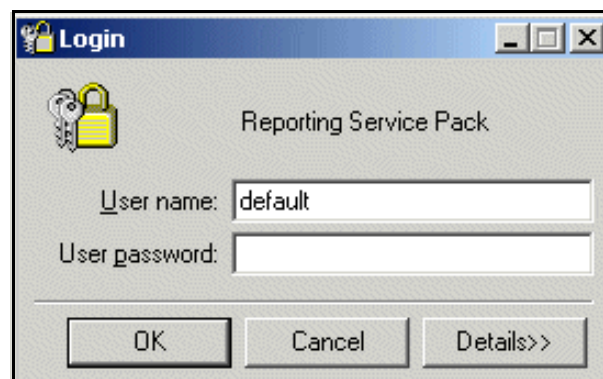 Login
Reporting Service Pack
User name: default
User password:
OK Cancel Details>>